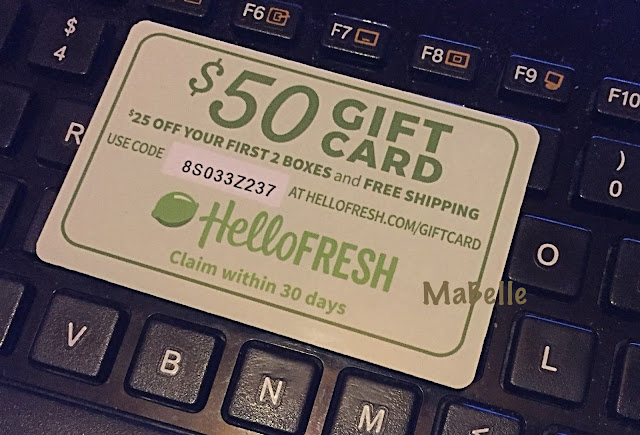 $
4
F6
F7
F8
F9
F10
R
)
0
O
V
B
N
M
L
<
$50 GIFT CARD
$25 OFF YOUR FIRST 2 BOXES and FREE SHIPPING
USE CODE 8S033Z237 AT HELLOFRESH.COM/GIFTCARD
HelloFRESH
Claim within 30 days
MaBelle